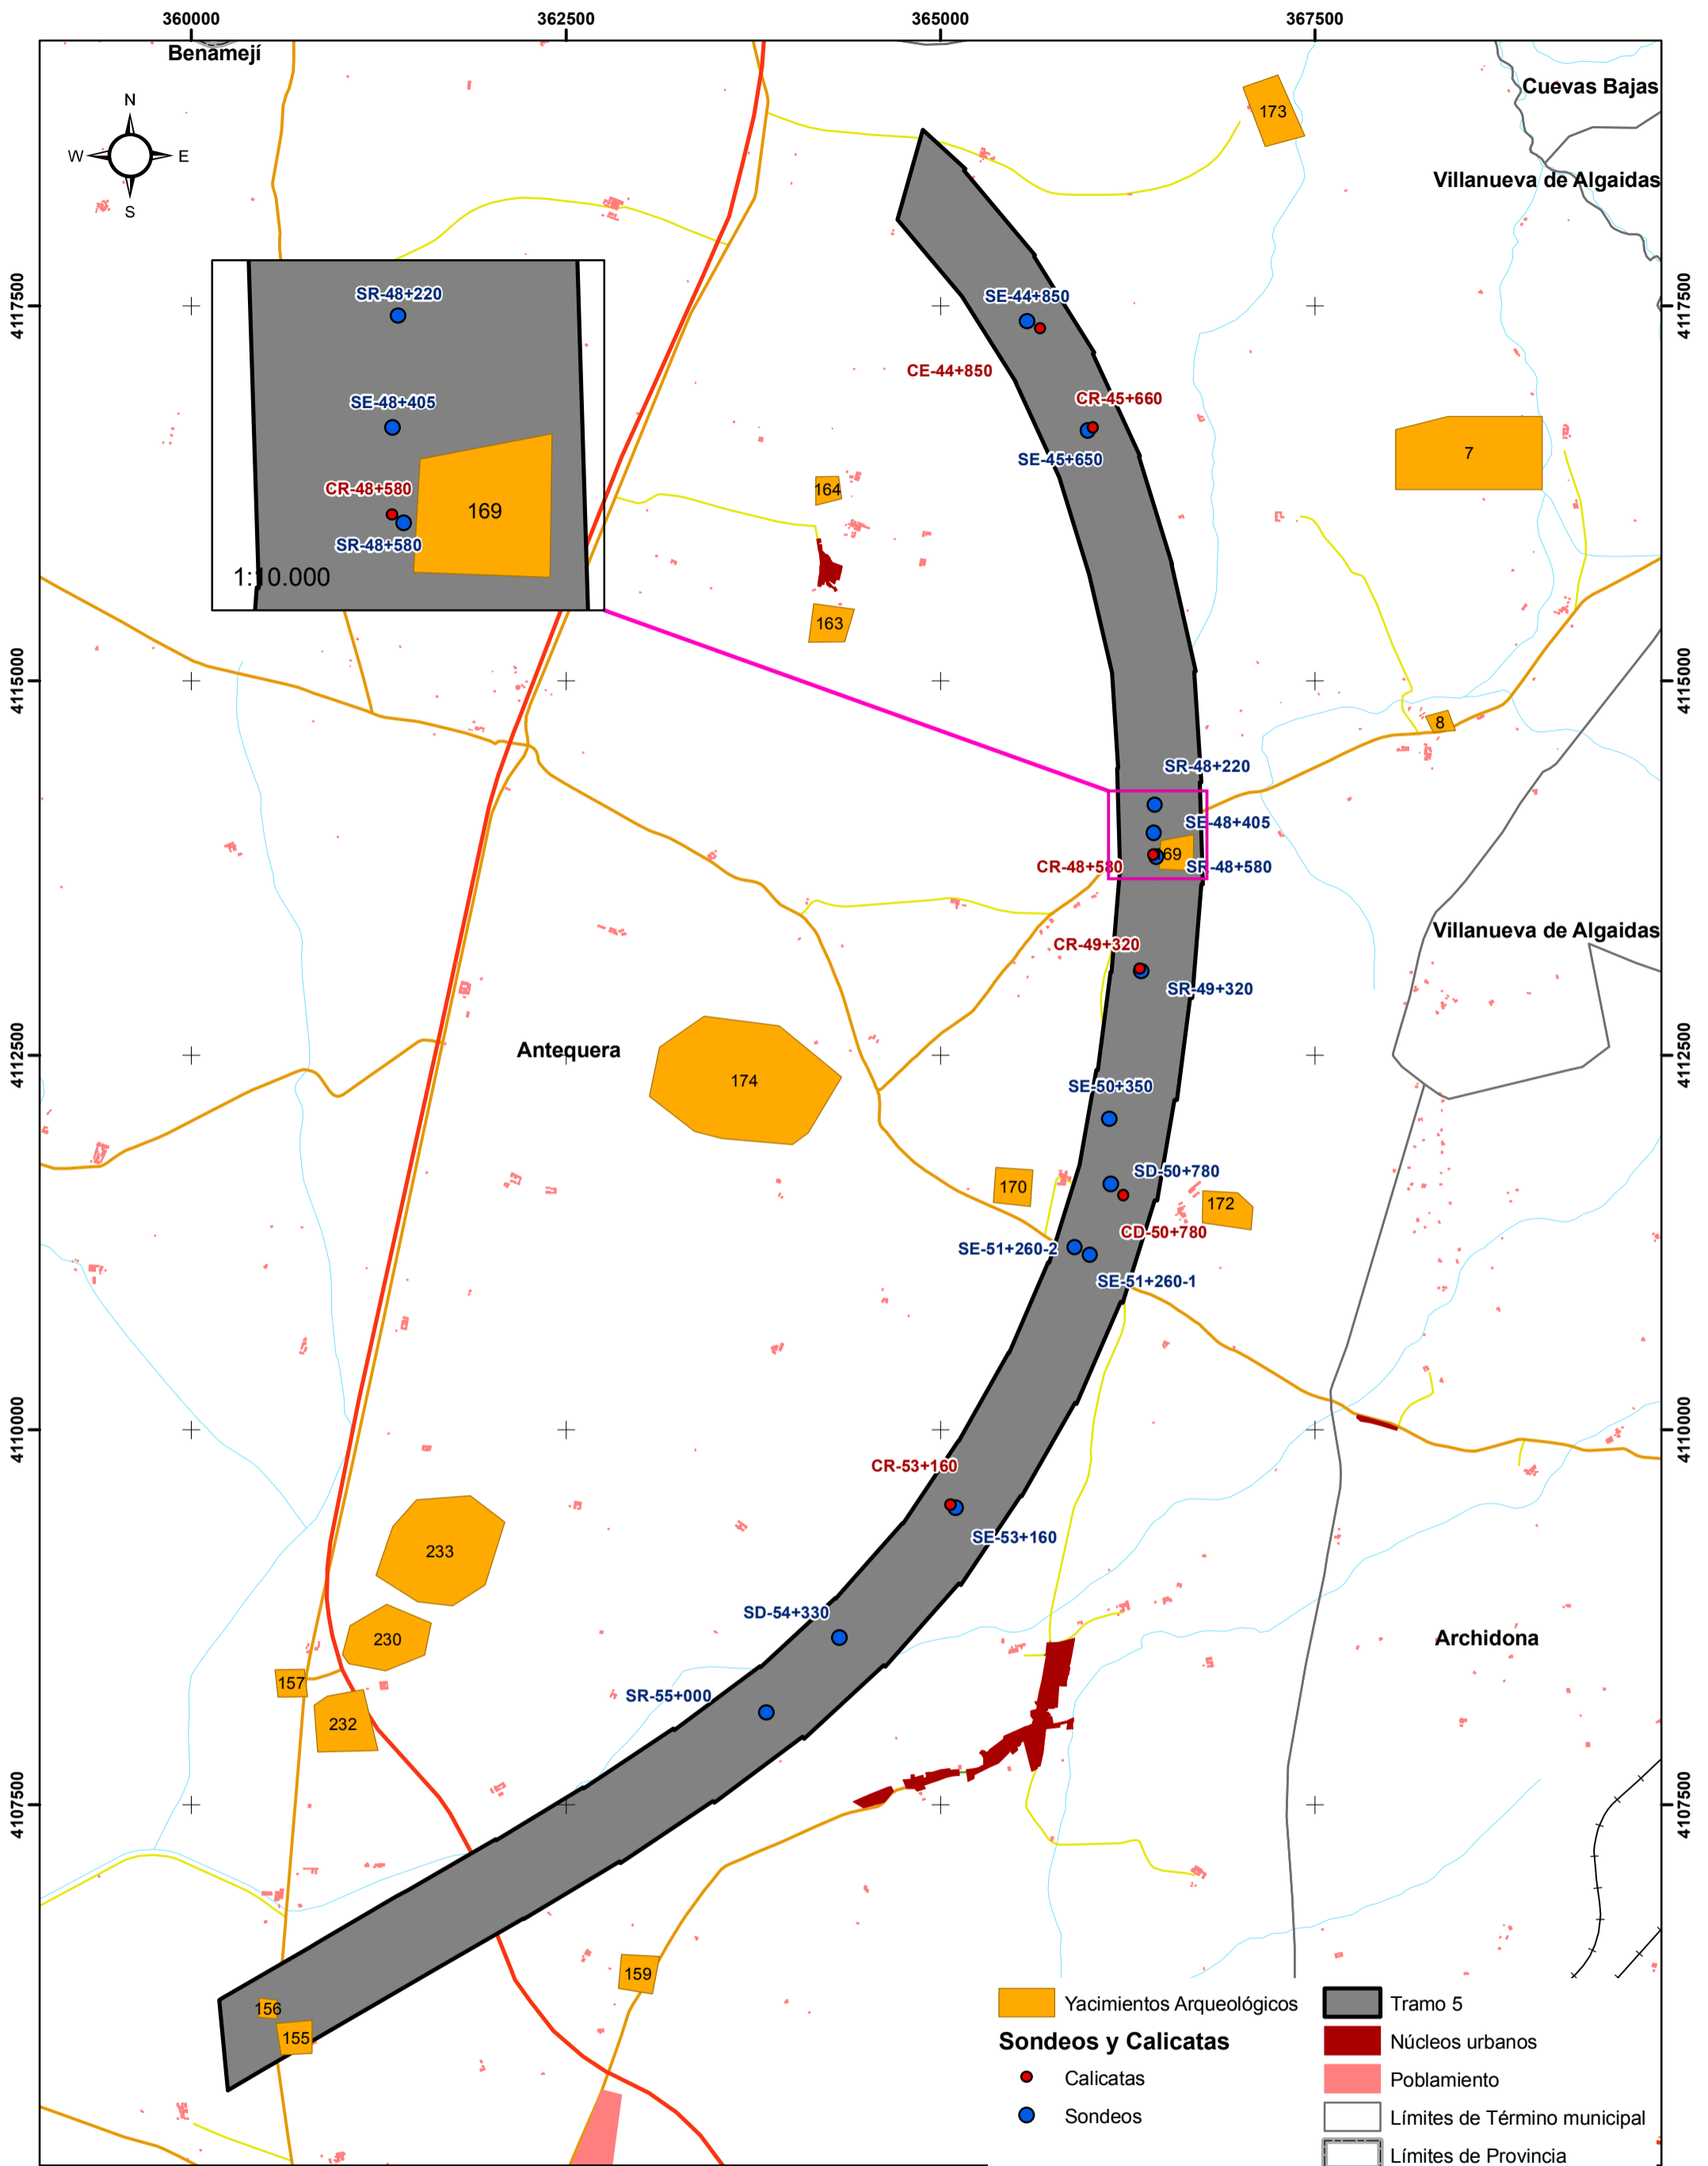 360000
362500
365000
367500
Benamejí
Cuevas Bajas
173
N
W
E
S
Villanueva de Algaidas
SR-48+220
SE-44+850
4117500
4117500
CE-44+850
SE-48+405
CR-45+660
SE-45+650
7
CR-48+580
164
169
SR-48+580
1:10.000
163
4115000
4115000
8
SR-48+220
SE-48+405
69
CR-48+580
SR-48+580
Villanueva de Algaidas
CR-49+320
SR-49+320
4112500
4112500
Antequera
174
SE-50+350
SD-50+780
170
172
CD-50+780
SE-51+260-2
SE-51+260-1
4110000
4110000
CR-53+160
SE-53+160
233
SD-54+330
230
Archidona
157
SR-55+000
232
4107500
4107500
159
156
155
Yacimientos Arqueológicos
Sondeos y Calicatas
Calicatas
Sondeos
Tramo 5
Núcleos urbanos
Poblamiento
Límites de Término municipal
Límites de Provincia